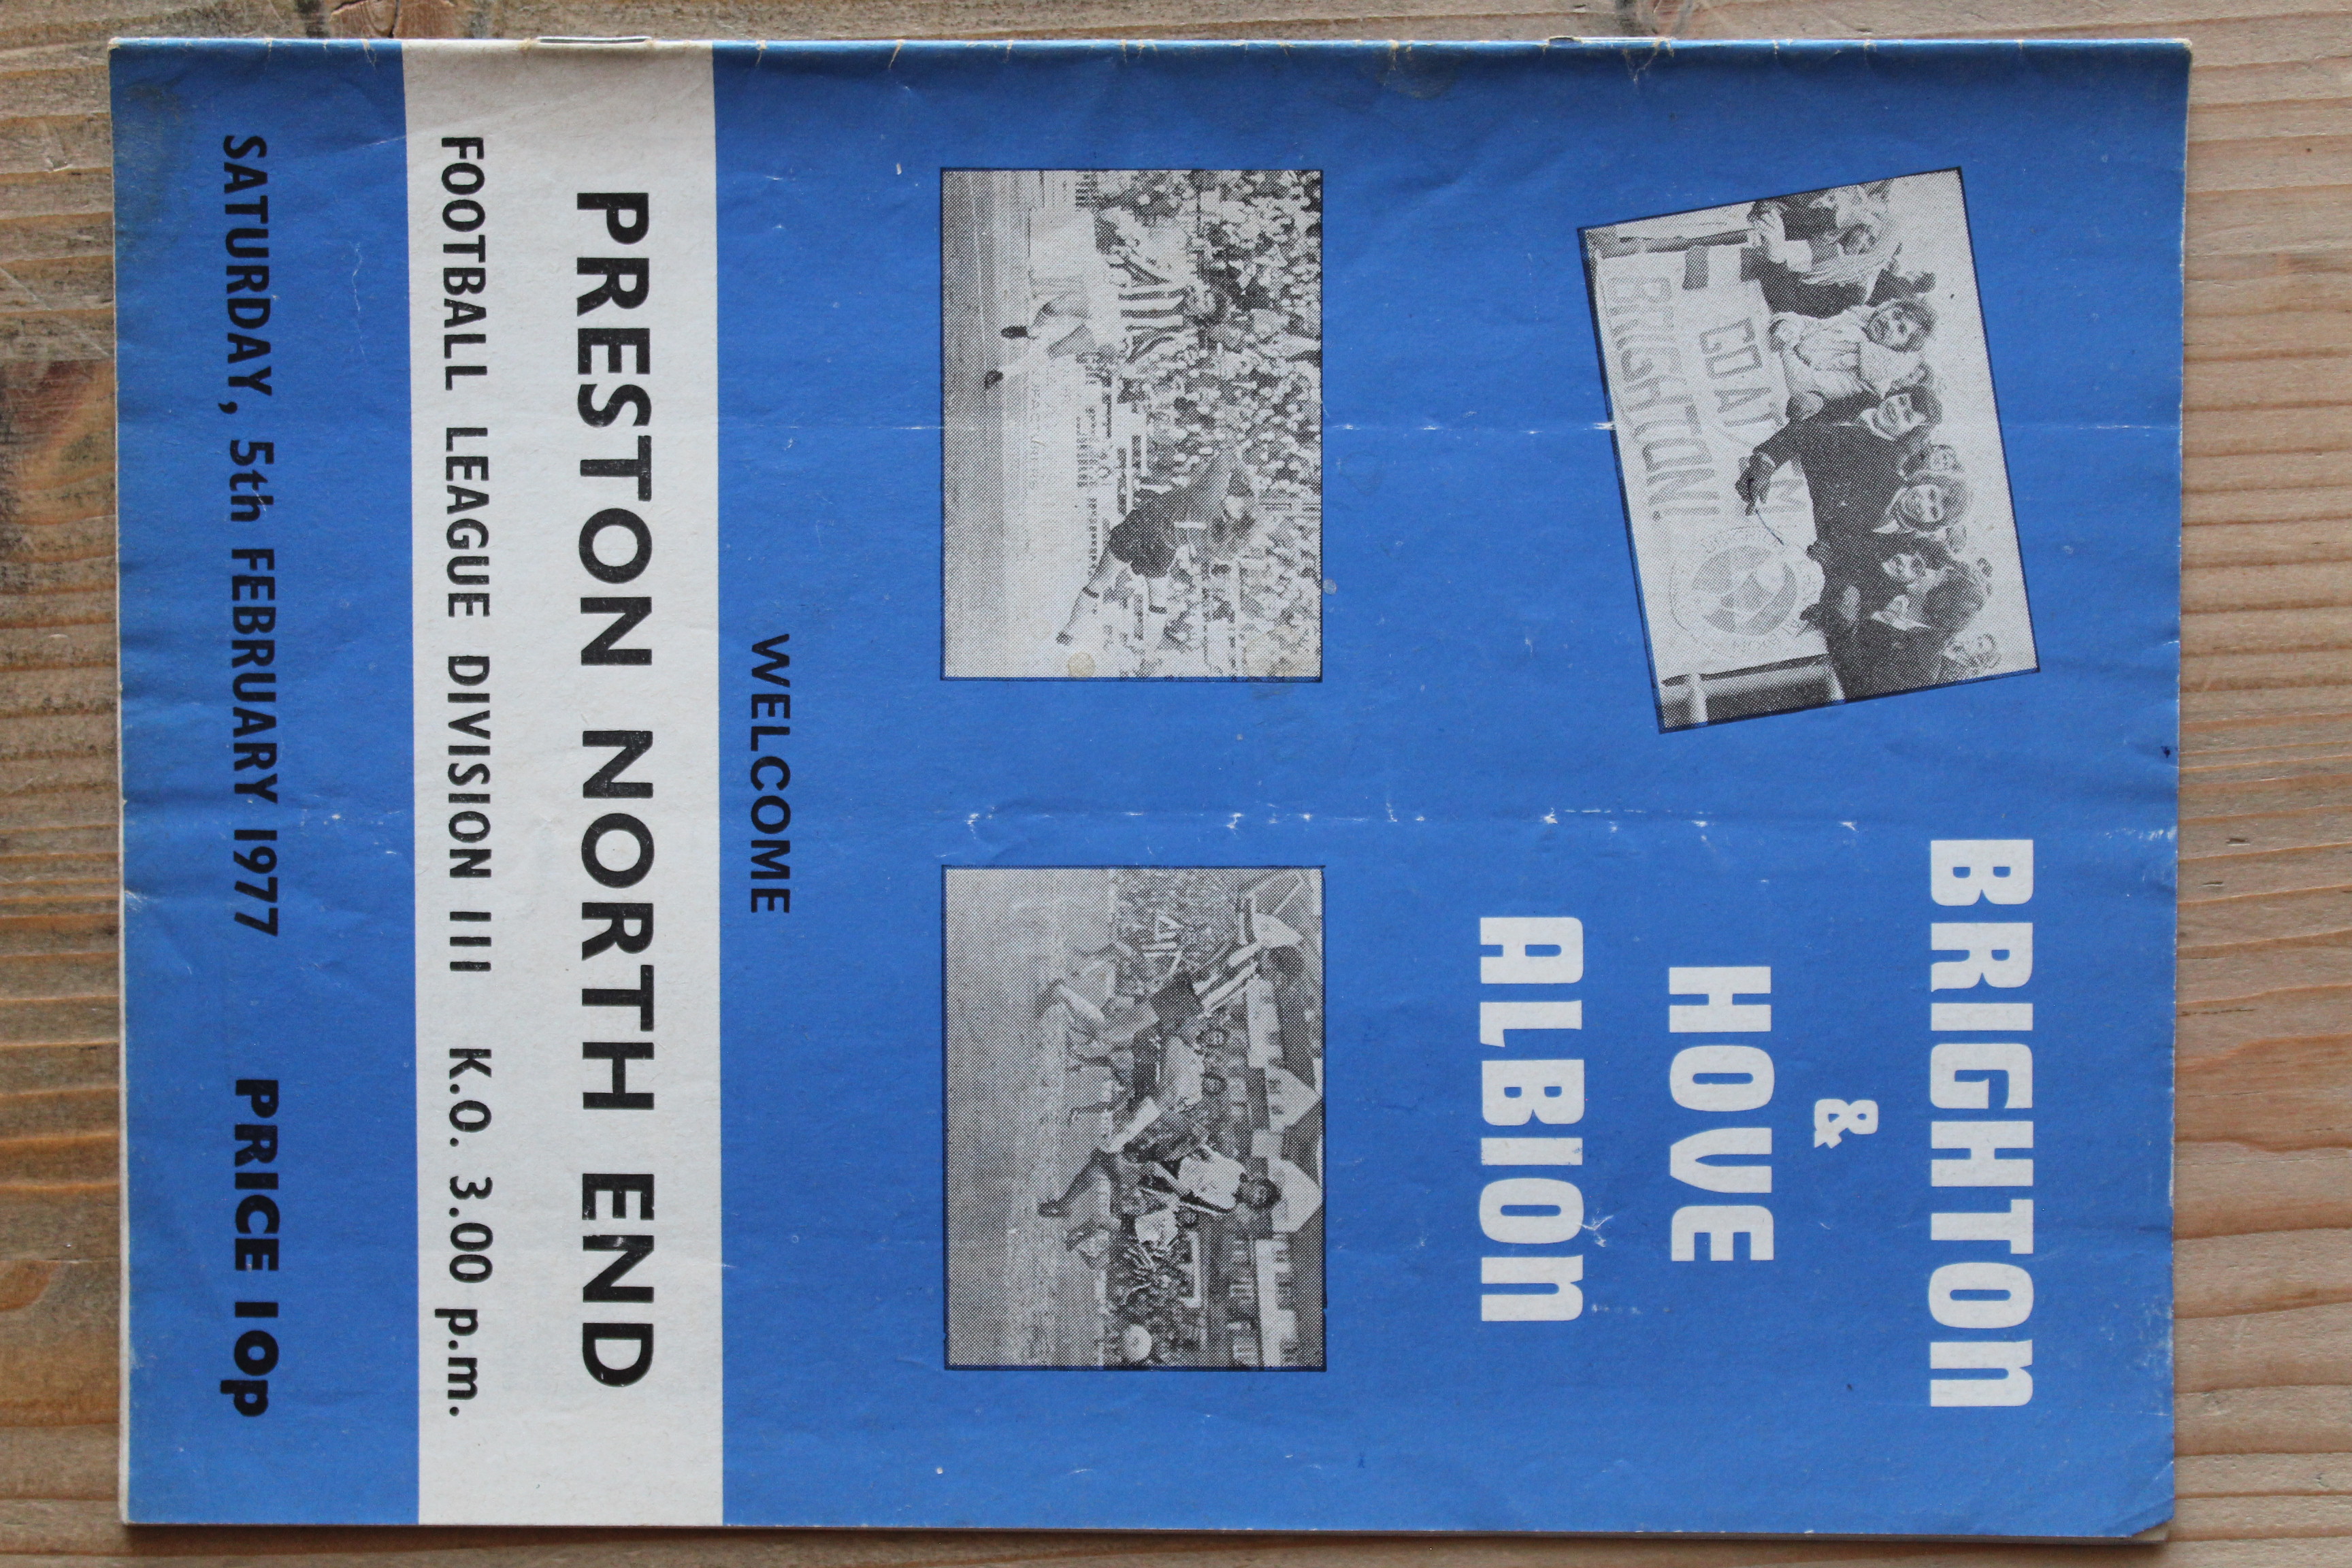 BRIGHTON
&
HOVE
ALBION
GOAL
BRIGHTON!
WELCOME
PRESTON NORTH END
FOOTBALL LEAGUE DIVISION III K.O. 3.00 p.m.
SATURDAY, 5th FEBRUARY 1977 PRICE 10p